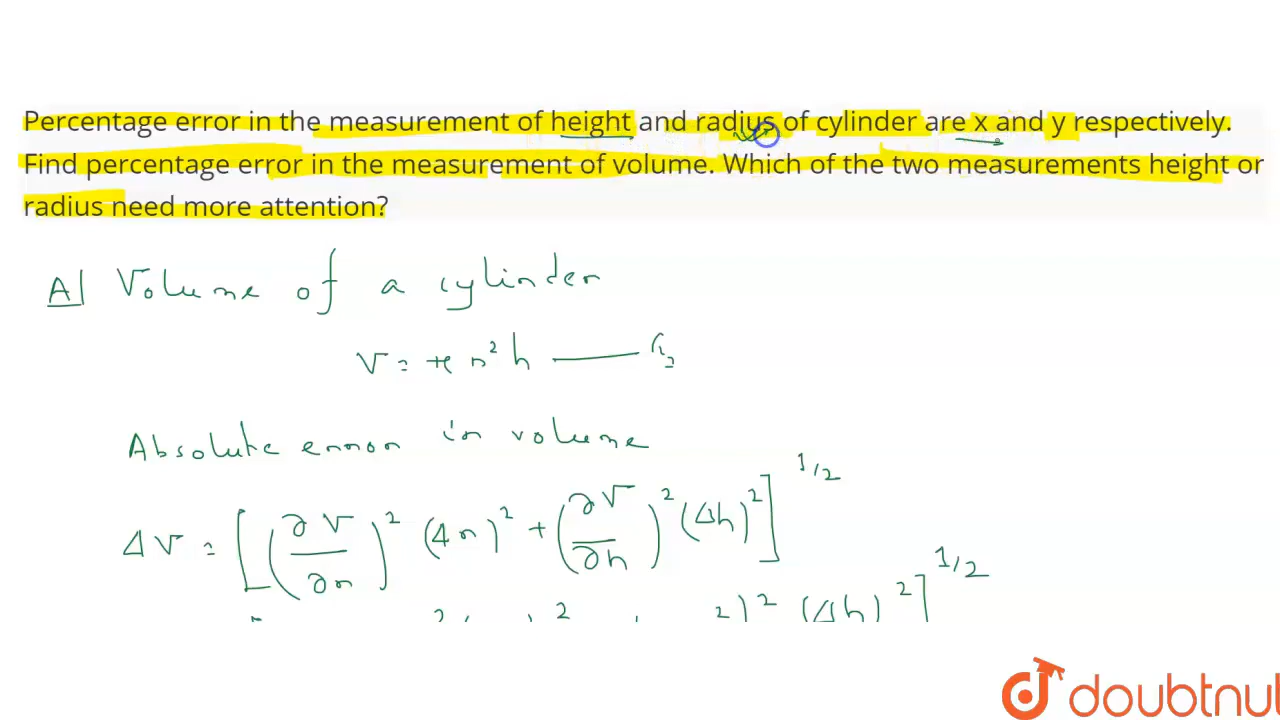 Percentage error in the measurement of height and radius of cylinder are x and y respectively.
Find percentage error in the measurement of volume. Which of the two measurements height or
radius need more attention?
A| Volume of a cylinder
V = π r² h —
Absolute error in volume
ΔV = [(∂V/∂r)² (Δr)² + (∂V/∂h)² (Δh)²]^1/2
(Δh)²]^1/2
doubtnut